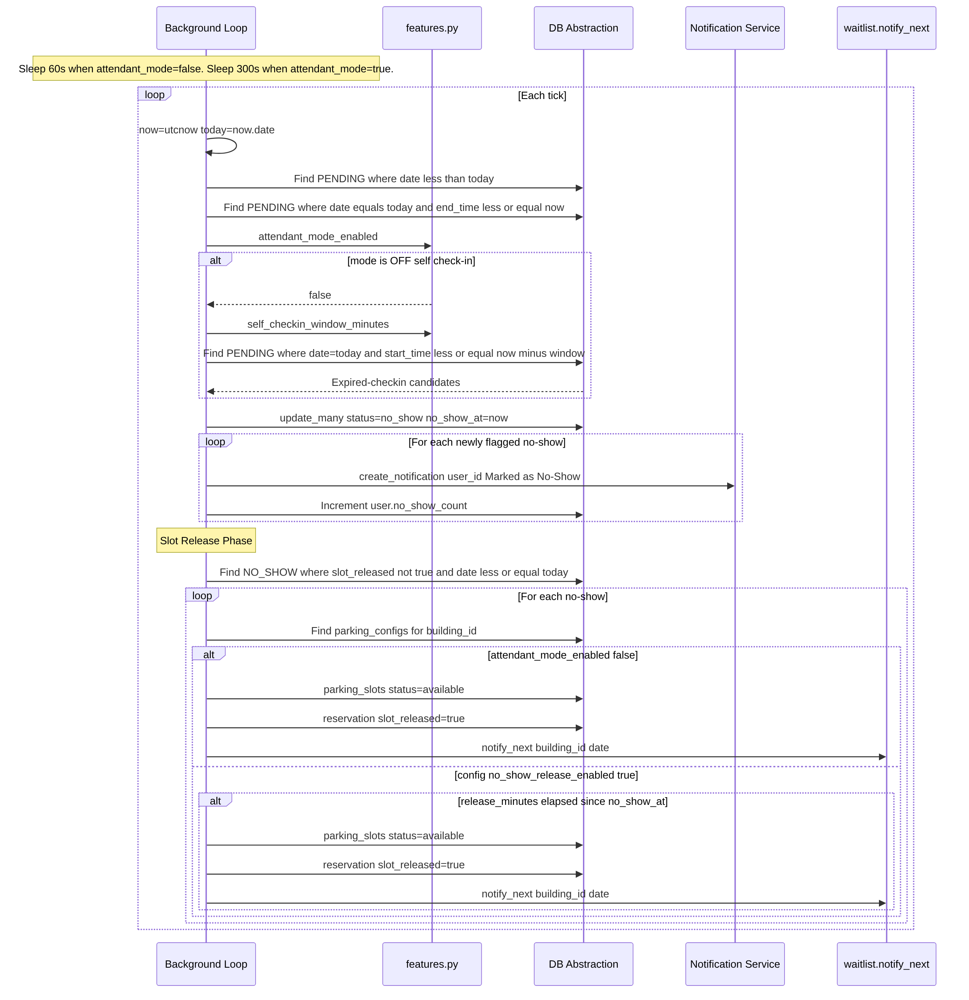 Background Loop
features.py
DB Abstraction
Notification Service
waitlist.notify_next
Sleep 60s when attendant_mode=false. Sleep 300s when attendant_mode=true.
loop
[Each tick]
now=utcnow today=now.date
Find PENDING where date less than today
Find PENDING where date equals today and end_time less or equal now
attendant_mode_enabled
alt
[mode is OFF self check-in]
false
self_checkin_window_minutes
Find PENDING where date=today and start_time less or equal now minus window
Expired-checkin candidates
update_many status=no_show no_show_at=now
loop
[For each newly flagged no-show]
create_notification user_id Marked as No-Show
Increment user.no_show_count
Slot Release Phase
Find NO_SHOW where slot_released not true and date less or equal today
loop
[For each no-show]
Find parking_configs for building_id
alt
[attendant_mode_enabled false]
parking_slots status=available
reservation slot_released=true
notify_next building_id date
[config no_show_release_enabled true]
alt
[release_minutes elapsed since no_show_at]
parking_slots status=available
reservation slot_released=true
notify_next building_id date
Background Loop
features.py
DB Abstraction
Notification Service
waitlist.notify_next